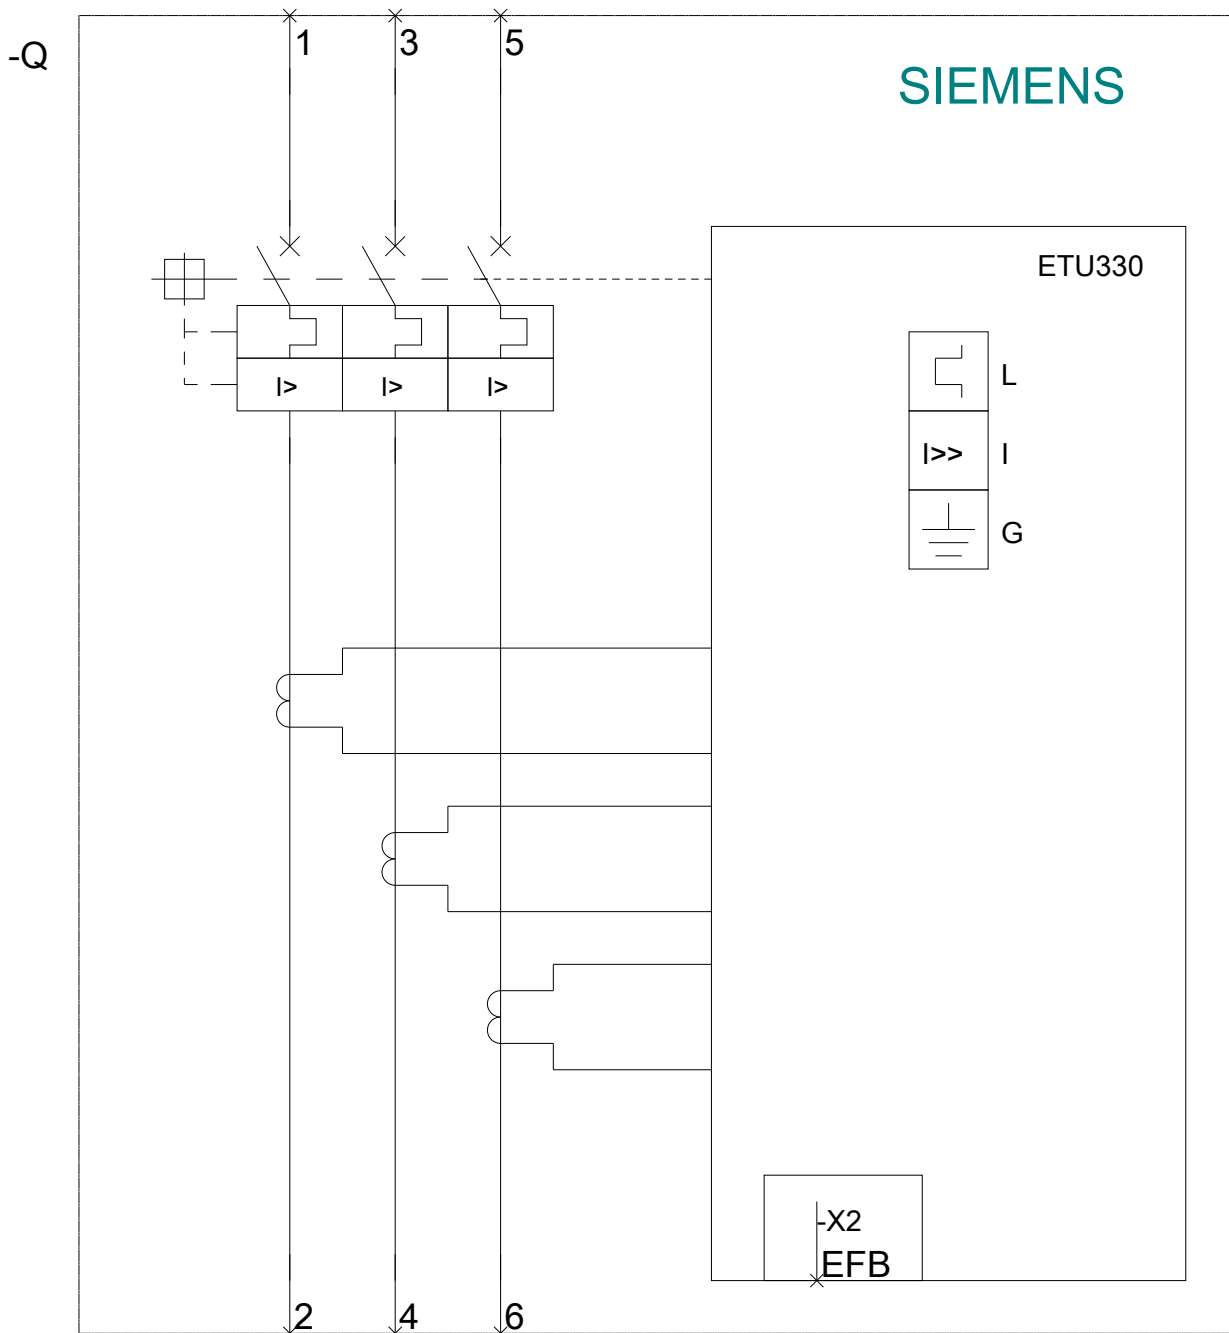 1 3 5
-Q
SIEMENS
ETU330
I> I> I>
L
I>> I
G
-X2
EFB
2 4 6